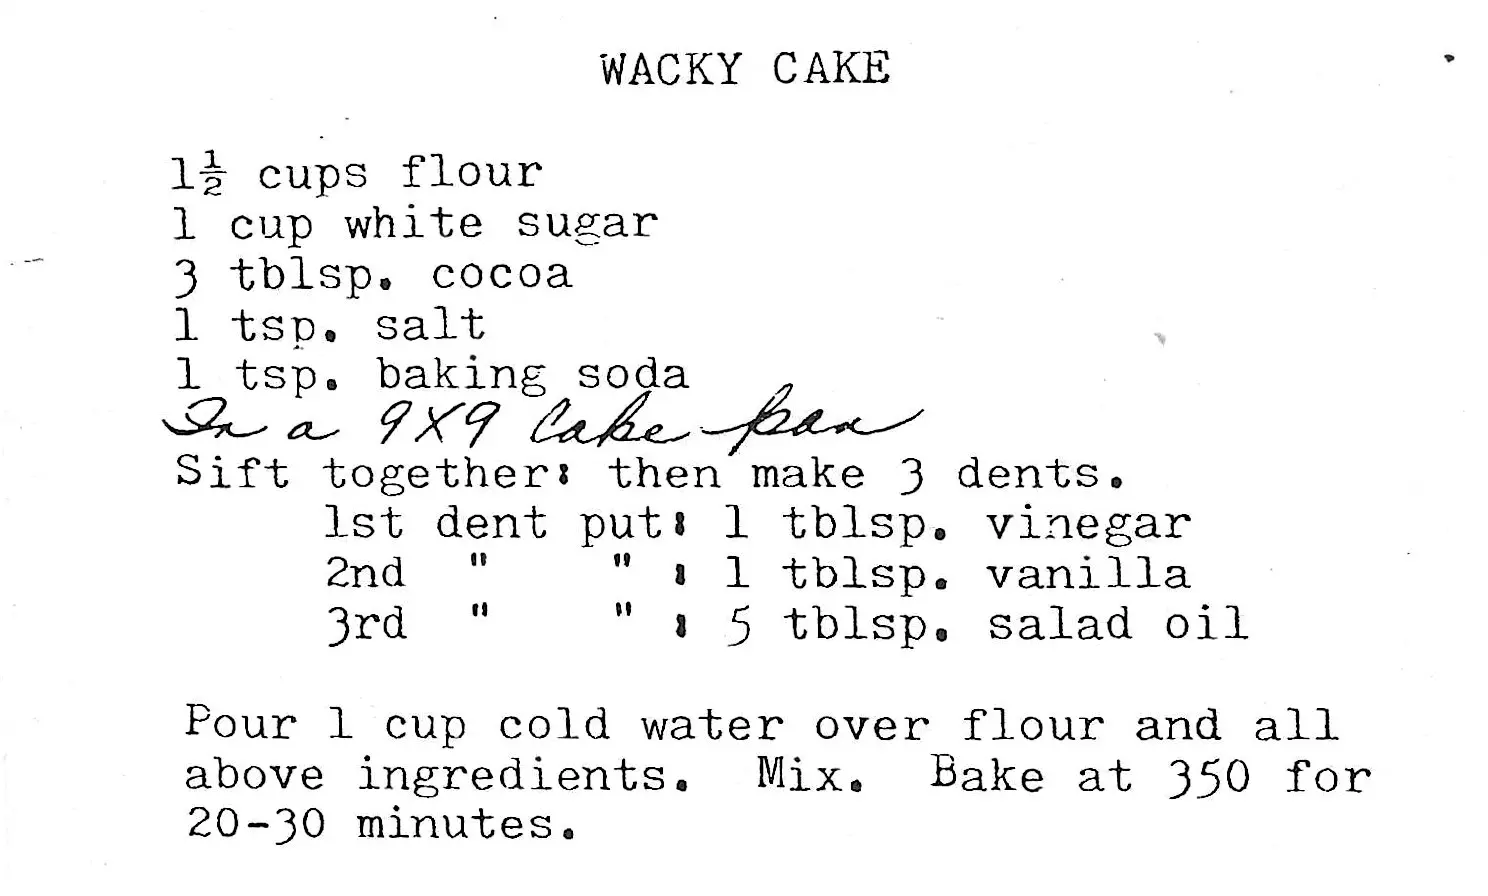 WACKY CAKE
1½ cups flour
1 cup white sugar
3 tblsp. cocoa
1 tsp. salt
1 tsp. baking soda
In a 9X9 Cake pan
Sift together: then make 3 dents.
1st dent put: 1 tblsp. vinegar
2nd " " : 1 tblsp. vanilla
3rd " " : 5 tblsp. salad oil
Pour 1 cup cold water over flour and all
above ingredients. Mix. Bake at 350 for
20-30 minutes.